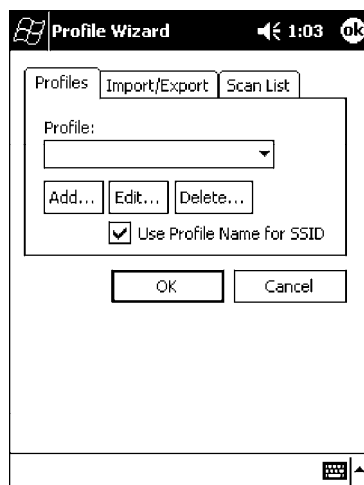 Profile Wizard 1:03 ok
Profiles Import/Export Scan List
Profile:
Add... Edit... Delete...
Use Profile Name for SSID
OK Cancel